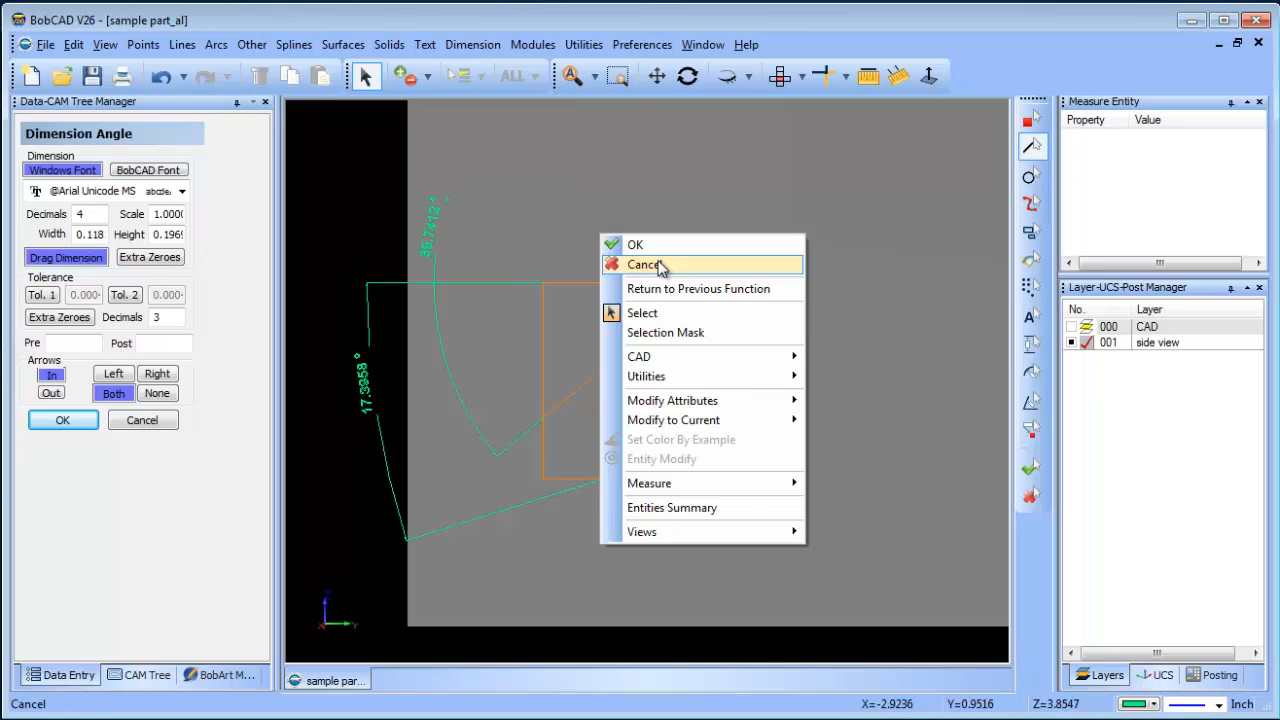 BobCAD V26 - [sample part_al]
File Edit View Points Lines Arcs Other Splines Surfaces Solids Text Dimension Modules Utilities Preferences Window Help
ALL
Data-CAM Tree Manager
Dimension Angle
Dimension
Windows Font BobCAD Font
@Arial Unicode MS abcde
Decimals 4 Scale 1.0000
Width 0.118 Height 0.1969
Drag Dimension Extra Zeroes
Tolerance
Tol. 1 0.000 Tol. 2 0.000
Extra Zeroes Decimals 3
Pre Post
Arrows
In Left Right
Out Both None
OK Cancel
Data Entry CAM Tree BobArt M...
17.3958 °
OK
Cancel
Return to Previous Function
Select
Selection Mask
CAD
Utilities
Modify Attributes
Modify to Current
Set Color By Example
Entity Modify
Measure
Entities Summary
Views
X Y
sample par...
Measure Entity
Property Value
Layer-UCS-Post Manager
No. Layer
000 CAD
001 side view
Layers UCS Posting
Cancel X=-2.9236 Y=0.9516 Z=3.8547 Inch